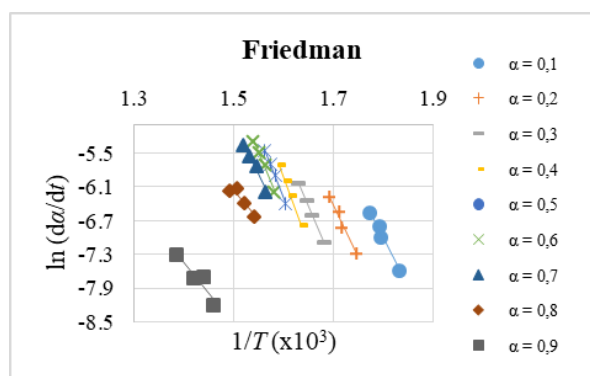 Friedman
1.3 1.5 1.7 1.9
-5.5
-6.1
-6.7
-7.3
-7.9
-8.5
ln (dα/dt)
1/T (x10³)
α = 0,1
α = 0,2
α = 0,3
α = 0,4
α = 0,5
α = 0,6
α = 0,7
α = 0,8
α = 0,9